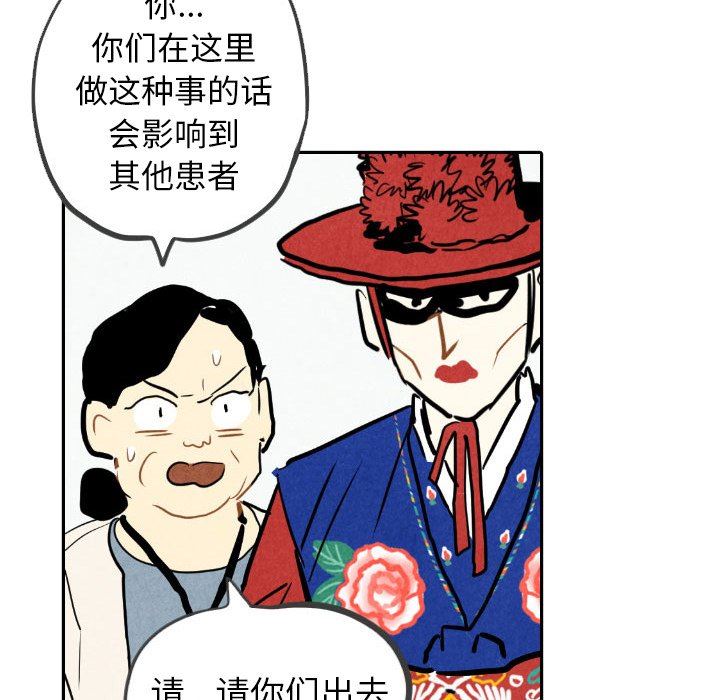 你…
你们在这里
做这种事的话
会影响到
其他患者
请…请你们出去